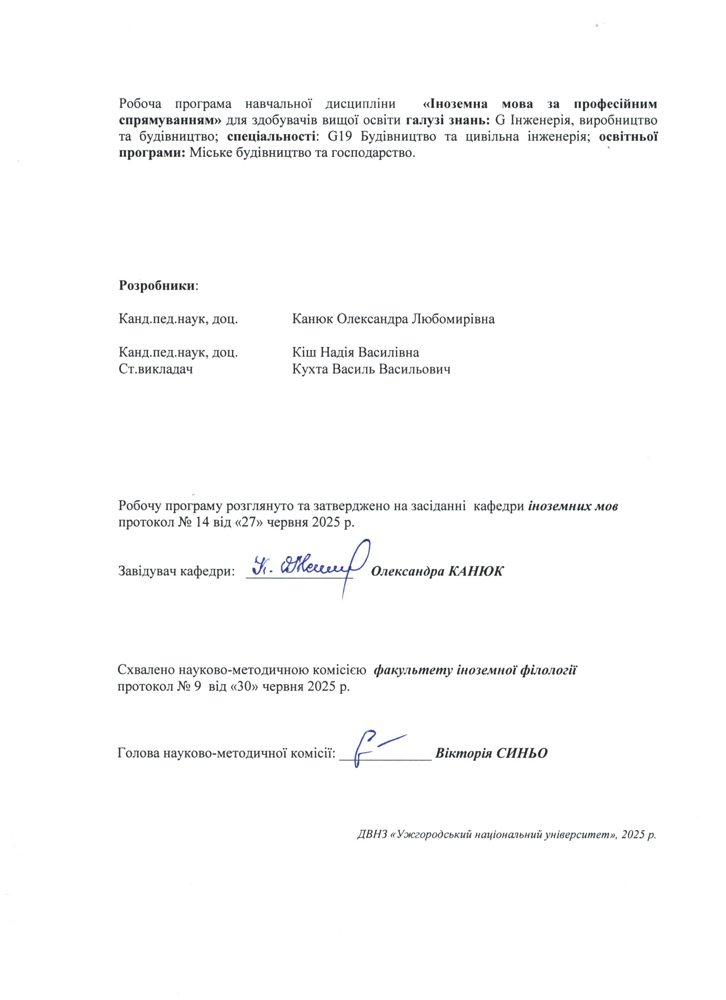 Робоча програма навчальної дисципліни «Іноземна мова за професійним
спрямуванням» для здобувачів вищої освіти галузі знань: G Інженерія, виробництво
та будівництво; спеціальності: G19 Будівництво та цивільна інженерія; освітньої
програми: Міське будівництво та господарство.
Розробники:
Канд.пед.наук, доц. Канюк Олександра Любомирівна
Канд.пед.наук, доц. Кіш Надія Василівна
Ст.викладач Кухта Василь Васильович
Робочу програму розглянуто та затверджено на засіданні кафедри іноземних мов
протокол № 14 від «27» червня 2025 р.
Завідувач кафедри: Олександра КАНЮК
Схвалено науково-методичною комісією факультету іноземної філології
протокол № 9 від «30» червня 2025 р.
Голова науково-методичної комісії: Вікторія СИНЬО
ДВНЗ «Ужгородський національний університет», 2025 р.